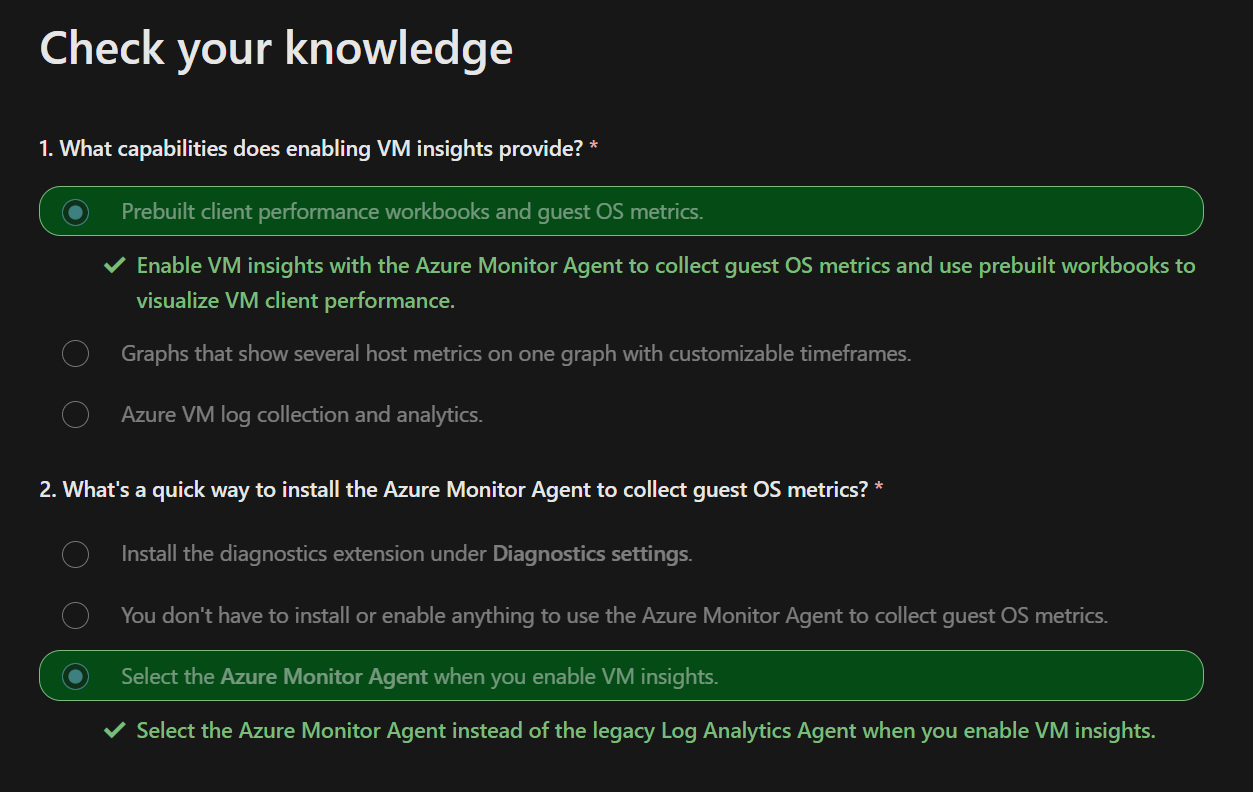 Check your knowledge
1. What capabilities does enabling VM insights provide? *
Prebuilt client performance workbooks and guest OS metrics.
Enable VM insights with the Azure Monitor Agent to collect guest OS metrics and use prebuilt workbooks to
visualize VM client performance.
Graphs that show several host metrics on one graph with customizable timeframes.
Azure VM log collection and analytics.
2. What's a quick way to install the Azure Monitor Agent to collect guest OS metrics? *
Install the diagnostics extension under Diagnostics settings.
You don't have to install or enable anything to use the Azure Monitor Agent to collect guest OS metrics.
Select the Azure Monitor Agent when you enable VM insights.
Select the Azure Monitor Agent instead of the legacy Log Analytics Agent when you enable VM insights.